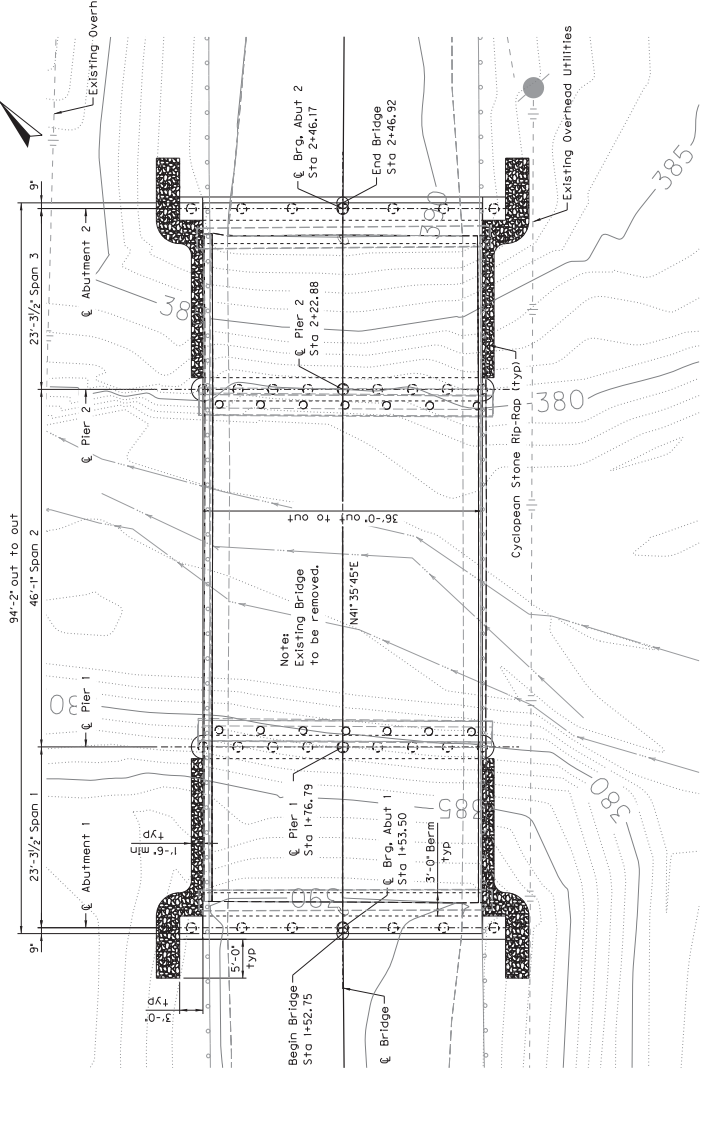 94'-2" out to out
9"
23'-3½" Span 1
46'-1" Span 2
23'-3½" Span 3
9"
℄ Abutment 1
℄ Pier 1
℄ Pier 2
℄ Abutment 2
Existing Overh
3'-0"
typ
5'-0"
typ
1'-6" min
typ
Begin Bridge
Sta 1+52.75
℄ Bridge
℄ Pier 1
Sta 1+76.79
℄ Brg. Abut 1
Sta 1+53.50
3'-0" Berm
typ
Note:
Existing Bridge
to be removed.
N41°35'45"E
36'-0" out to out
℄ Pier 2
Sta 2+22.88
℄ Brg. Abut 2
Sta 2+46.17
End Bridge
Sta 2+46.92
Cyclopean Stone Rip-Rap (typ)
Existing Overhead Utilities
390
385
380
380
385
390